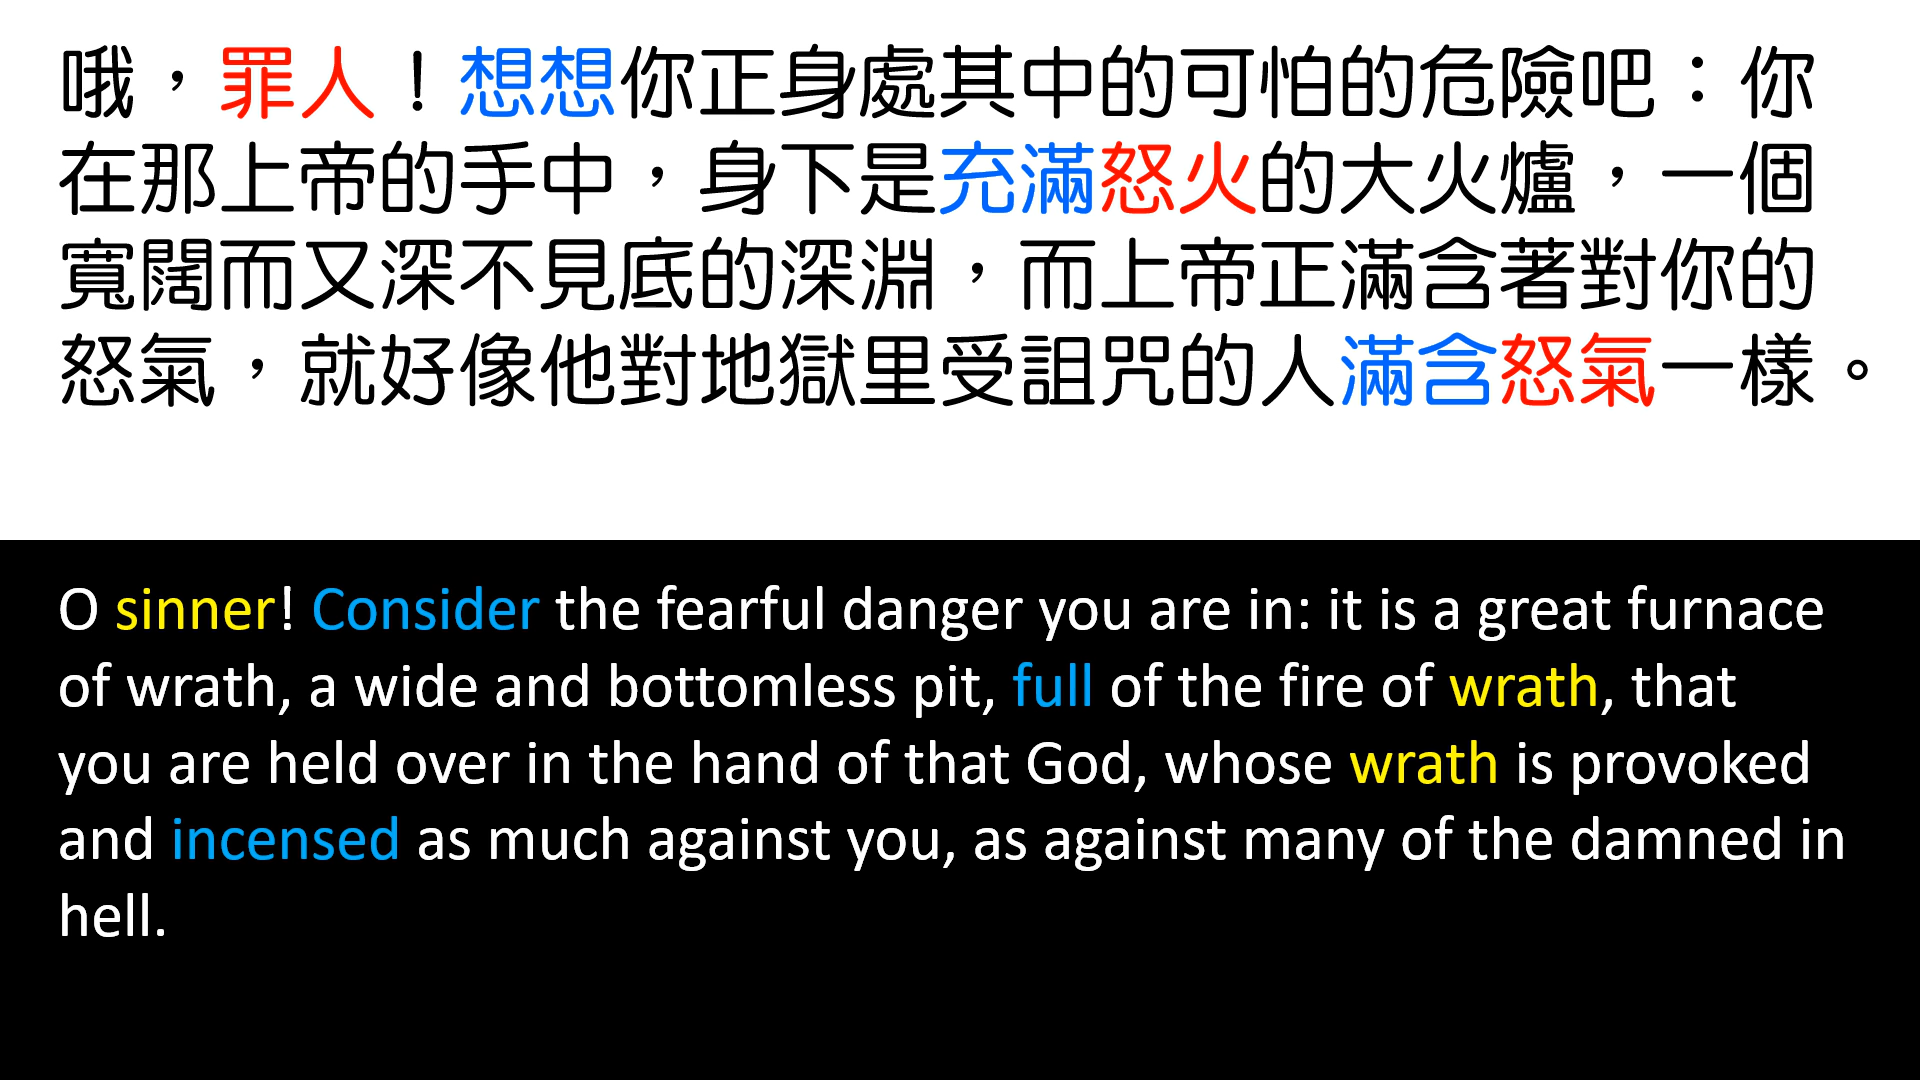 哦，罪人！想想你正身處其中的可怕的危險吧：你
在那上帝的手中，身下是充滿怒火的大火爐，一個
寬闊而又深不見底的深淵，而上帝正滿含著對你的
怒氣，就好像他對地獄里受詛咒的人滿含怒氣一樣。
O sinner! Consider the fearful danger you are in: it is a great furnace
of wrath, a wide and bottomless pit, full of the fire of wrath, that
you are held over in the hand of that God, whose wrath is provoked
and incensed as much against you, as against many of the damned in
hell.